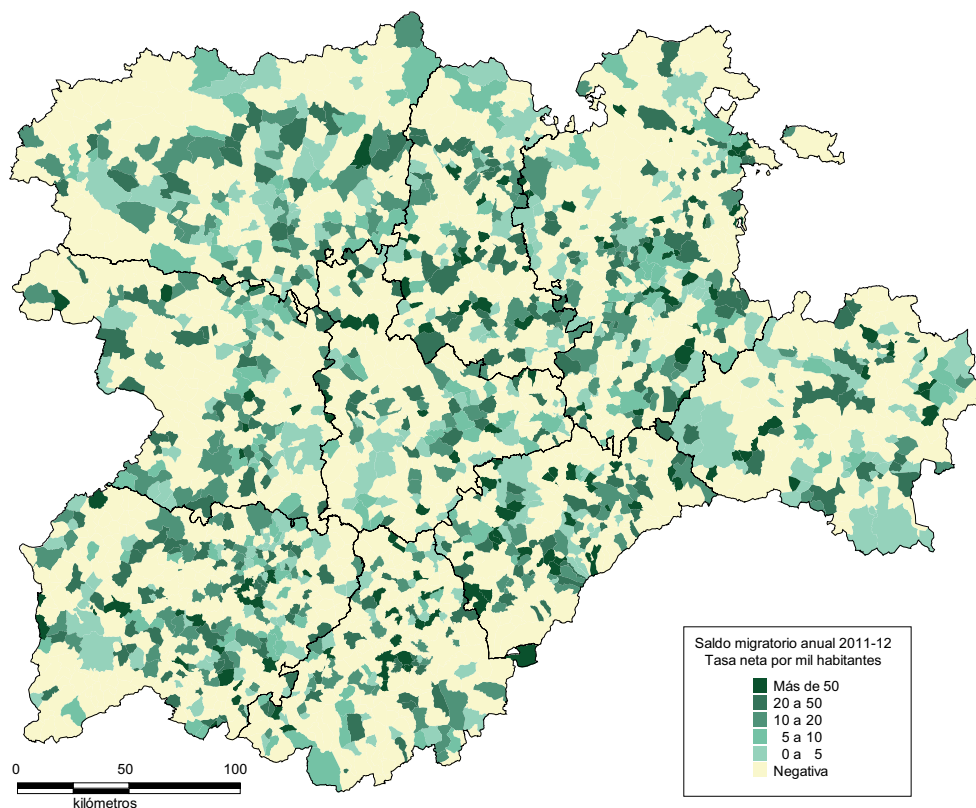 Saldo migratorio anual 2011-12
Tasa neta por mil habitantes
Más de 50
20 a 50
10 a 20
5 a 10
0 a 5
Negativa
0 50 100
kilómetros